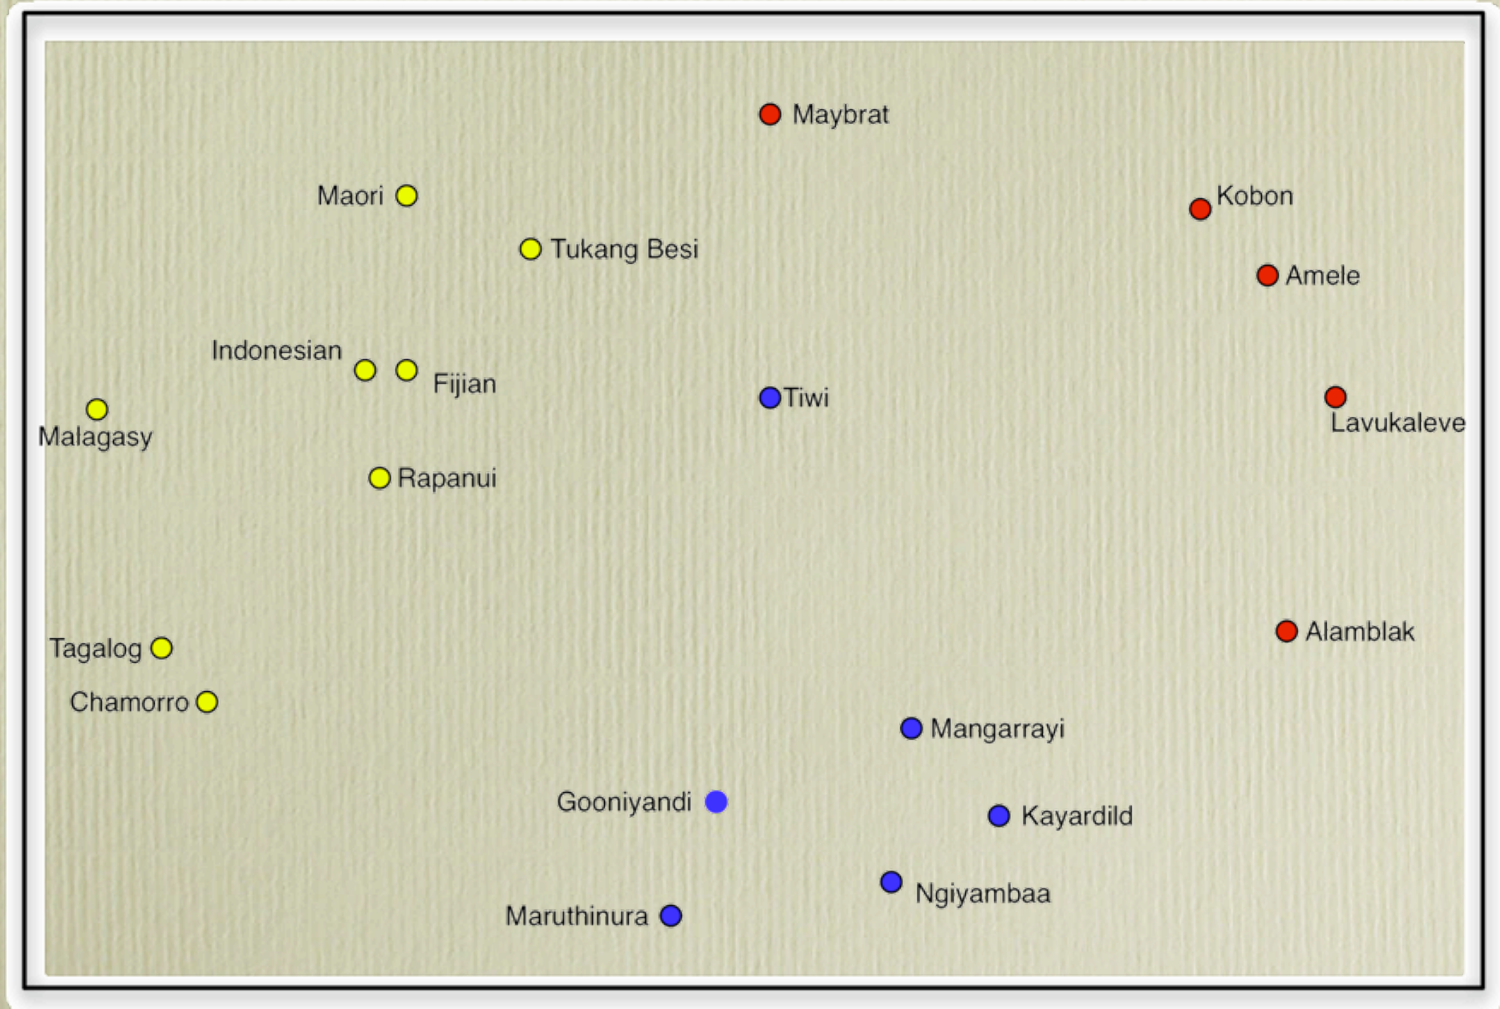 Maybrat
Maori
Kobon
Tukang Besi
Amele
Indonesian
Fijian
Tiwi
Malagasy
Lavukaleve
Rapanui
Tagalog
Alamblak
Chamorro
Mangarrayi
Gooniyandi
Kayardild
Ngiyambaa
Maruthinura